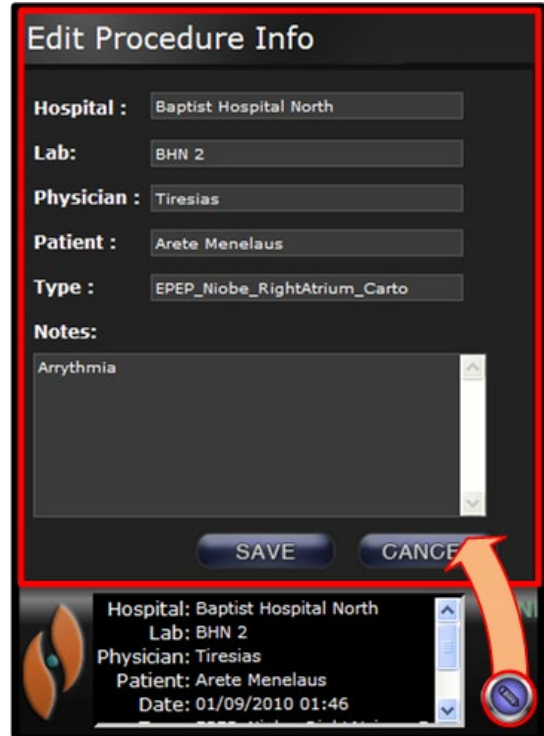 Edit Procedure Info
Hospital : Baptist Hospital North
Lab: BHN 2
Physician : Tiresias
Patient : Arete Menelaus
Type : EPEP_Niobe_RightAtrium_Carto
Notes:
Arrythmia
SAVE
Hospital: Baptist Hospital North
Lab: BHN 2
Physician: Tiresias
Patient: Arete Menelaus
Date: 01/09/2010 01:46